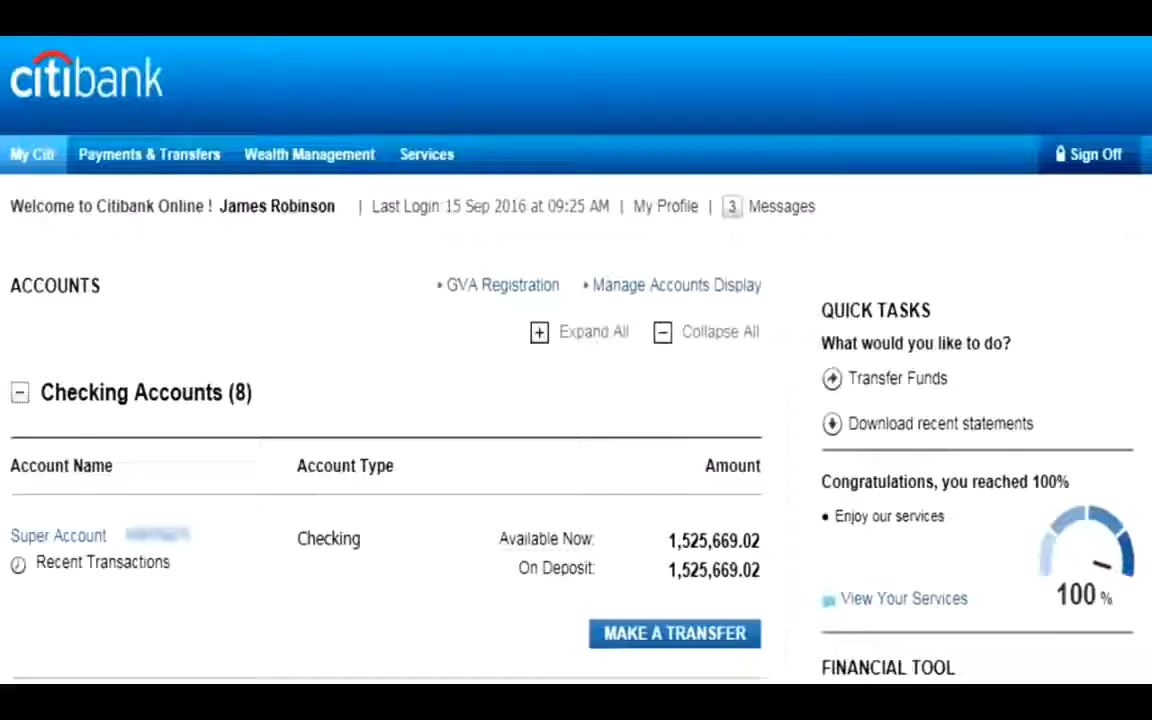 citibank
My Citi Payments & Transfers Wealth Management Services Sign Off
Welcome to Citibank Online ! James Robinson | Last Login 15 Sep 2016 at 09:25 AM | My Profile | 3 Messages
ACCOUNTS
GVA Registration Manage Accounts Display
+ Expand All − Collapse All
− Checking Accounts (8)
Account Name Account Type Amount
Super Account Checking Available Now: 1,525,669.02
Recent Transactions On Deposit: 1,525,669.02
MAKE A TRANSFER
QUICK TASKS
What would you like to do?
Transfer Funds
Download recent statements
Congratulations, you reached 100%
• Enjoy our services
100 %
View Your Services
FINANCIAL TOOL